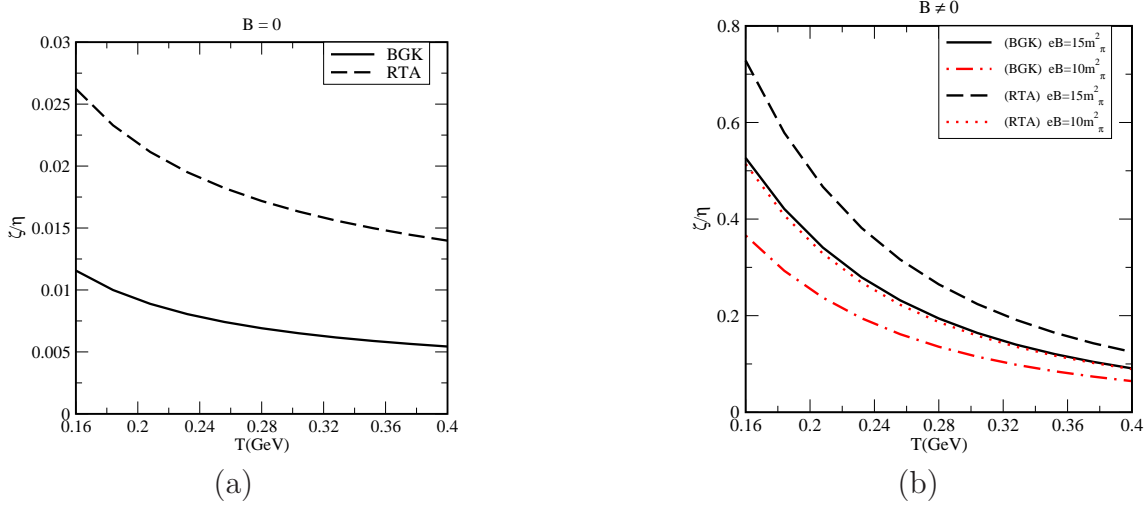 B = 0
BGK
RTA
0.03
0.025
0.02
0.015
0.01
0.005
0
ζ/η
0.16 0.2 0.24 0.28 0.32 0.36 0.4
T(GeV)
(a)
B ≠ 0
(BGK) eB=15m²π
(BGK) eB=10m²π
(RTA) eB=15m²π
(RTA) eB=10m²π
0.8
0.6
0.4
0.2
0
ζ/η
0.16 0.2 0.24 0.28 0.32 0.36 0.4
T(GeV)
(b)